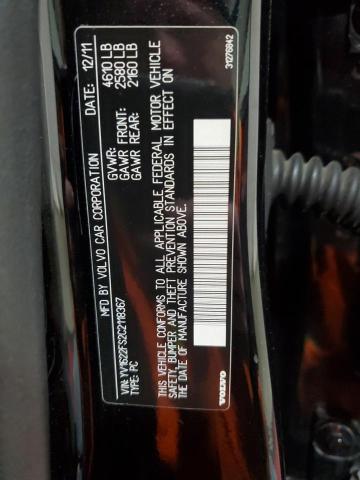 MFD BY VOLVO CAR CORPORATION DATE: 12/11
GVWR: 4610 LB
GAWR FRONT: 2580 LB
GAWR REAR: 2160 LB
VIN: YV1622FS2C2118367
TYPE: PC
THIS VEHICLE CONFORMS TO ALL APPLICABLE FEDERAL MOTOR VEHICLE
SAFETY, BUMPER AND THEFT PREVENTION STANDARDS IN EFFECT ON
THE DATE OF MANUFACTURE SHOWN ABOVE.
VOLVO 31276842